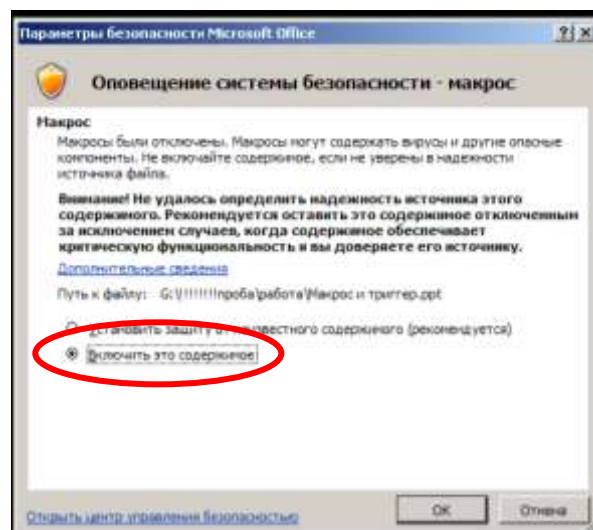 Параметры безопасности Microsoft Office
Оповещение системы безопасности - макрос
Макрос
Макросы были отключены. Макросы могут содержать вирусы и другие опасные
компоненты. Не включайте содержимое, если не уверены в надежности
источника файла.
Внимание! Не удалось определить надежность источника этого
содержимого. Рекомендуется оставить это содержимое отключенным
за исключением случаев, когда содержимое обеспечивает
критическую функциональность и вы доверяете его источнику.
Дополнительные сведения
Путь к файлу: G:\!!!!!!!проба\работа\Макрос и триггер.ppt
Установить защиту от неизвестного содержимого (рекомендуется)
Включить это содержимое
Открыть центр управления безопасностью
ОК
Отмена